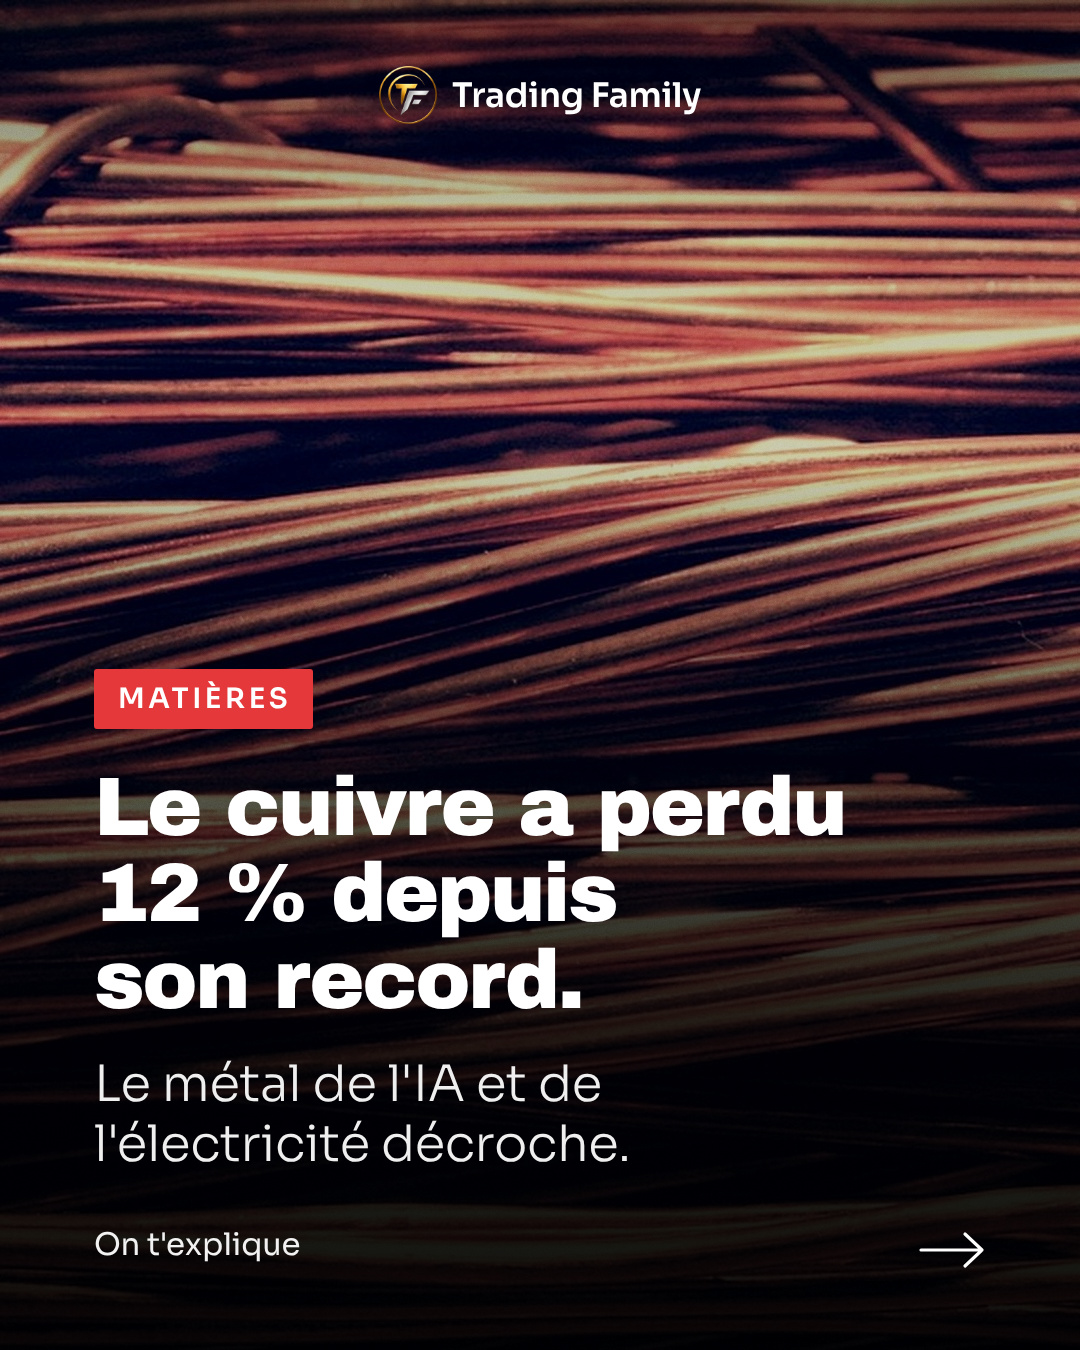 TF Trading Family
MATIÈRES
Le cuivre a perdu
12 % depuis
son record.
Le métal de l'IA et de
l'électricité décroche.
On t'explique